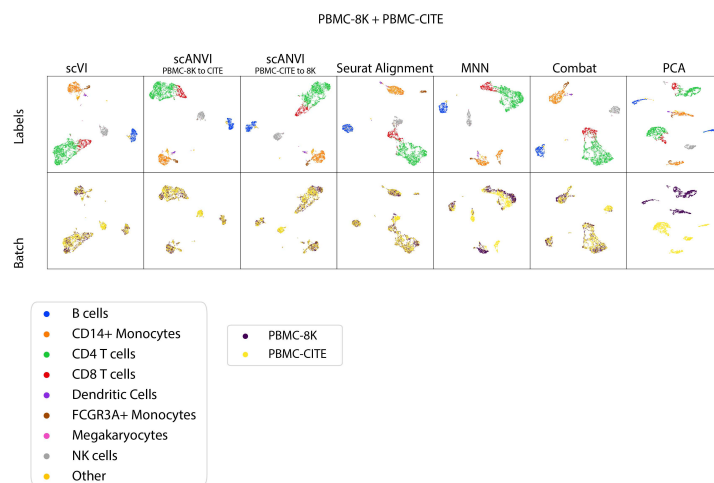 PBMC-8K + PBMC-CITE
scVI
scANVI
PBMC-8K to CITE
scANVI
PBMC-CITE to 8K
Seurat Alignment
MNN
Combat
PCA
Labels
Batch
B cells
CD14+ Monocytes
CD4 T cells
CD8 T cells
Dendritic Cells
FCGR3A+ Monocytes
Megakaryocytes
NK cells
Other
PBMC-8K
PBMC-CITE